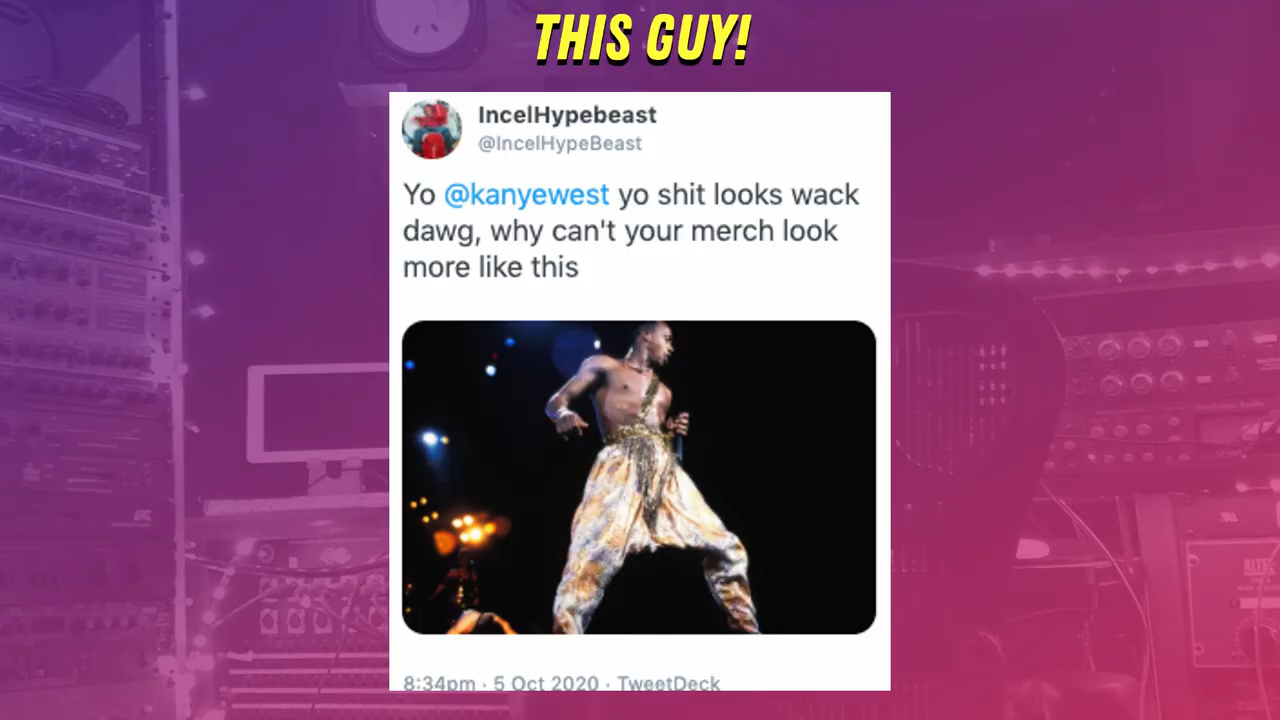 THIS GUY!
IncelHypebeast
@IncelHypeBeast
Yo @kanyewest yo shit looks wack
dawg, why can't your merch look
more like this
8:34pm · 5 Oct 2020 · TweetDeck
ALTEC